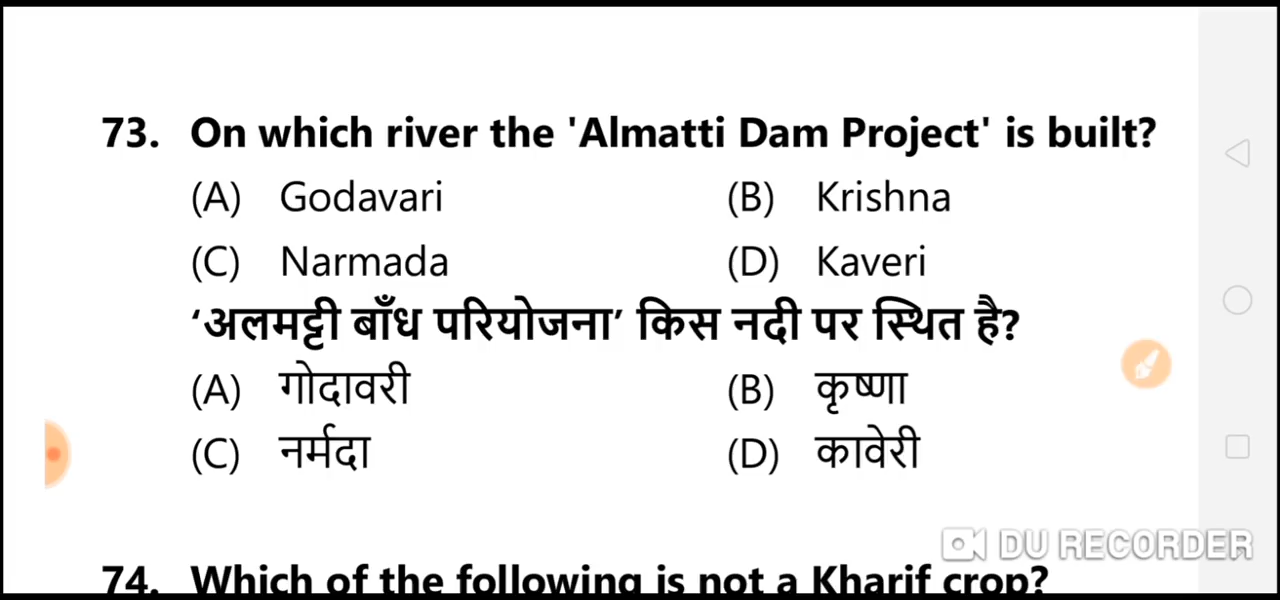 73. On which river the 'Almatti Dam Project' is built?
(A) Godavari (B) Krishna
(C) Narmada (D) Kaveri
‘अलमट्टी बाँध परियोजना’ किस नदी पर स्थित है?
(A) गोदावरी (B) कृष्णा
(C) नर्मदा (D) कावेरी
DU RECORDER
74. Which of the following is not a Kharif crop?